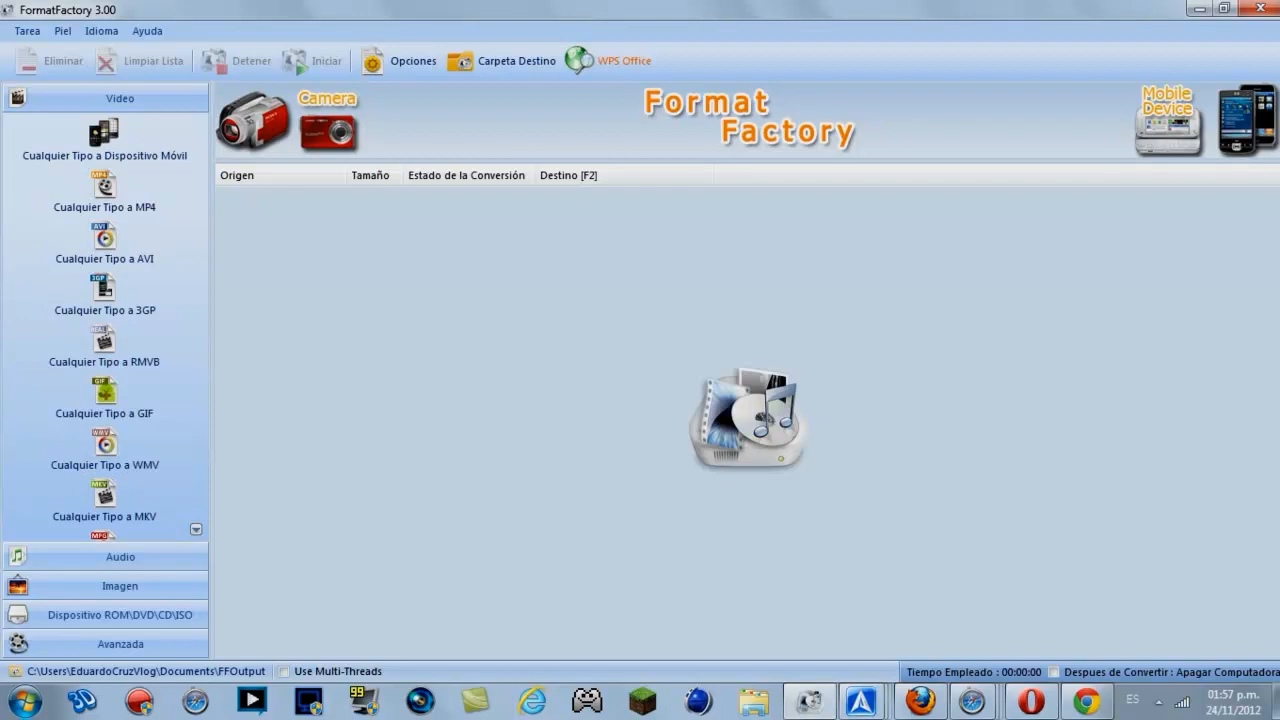 FormatFactory 3.00
Tarea Piel Idioma Ayuda
Eliminar Limpiar Lista Detener Iniciar Opciones Carpeta Destino WPS Office
Video
Camera
Format
Factory
Mobile
Device
Origen Tamaño Estado de la Conversión Destino [F2]
Cualquier Tipo a Dispositivo Móvil
MP4
Cualquier Tipo a MP4
AVI
Cualquier Tipo a AVI
3GP
Cualquier Tipo a 3GP
REAL
Cualquier Tipo a RMVB
GIF
Cualquier Tipo a GIF
WMV
Cualquier Tipo a WMV
MKV
Cualquier Tipo a MKV
MPG
Audio
Imagen
Dispositivo ROM\DVD\CD\ISO
Avanzada
C:\Users\EduardoCruzVlog\Documents\FFOutput Use Multi-Threads Tiempo Empleado : 00:00:00 Despues de Convertir : Apagar Computadora
99
ES
01:57 p.m.
24/11/2012